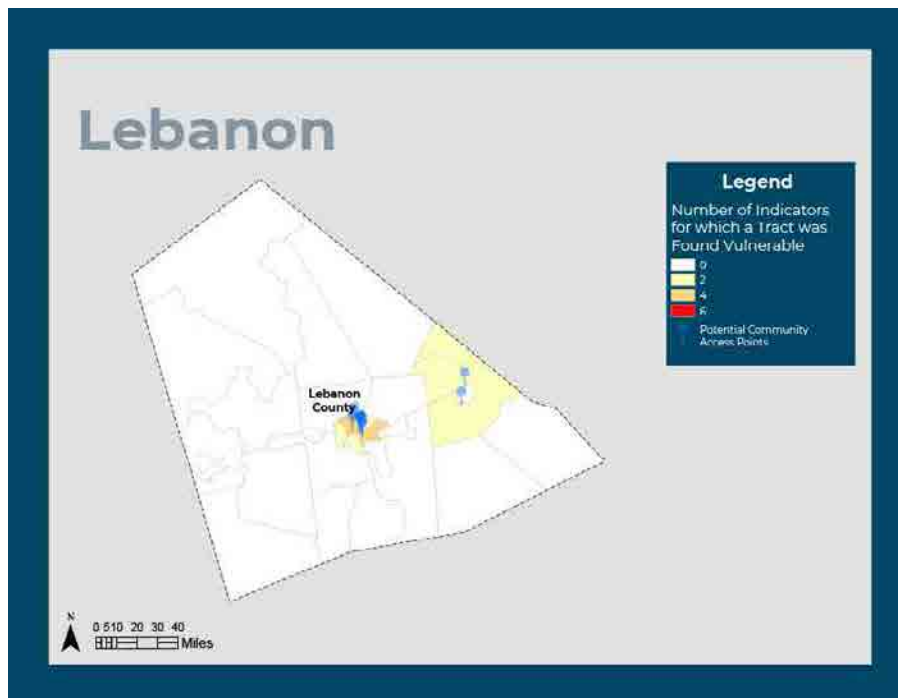 Lebanon
Legend
Number of Indicators
for which a Tract was
Found Vulnerable
0
2
4
6
Potential Community
Access Points
Lebanon
County
N
0 510 20 30 40
Miles